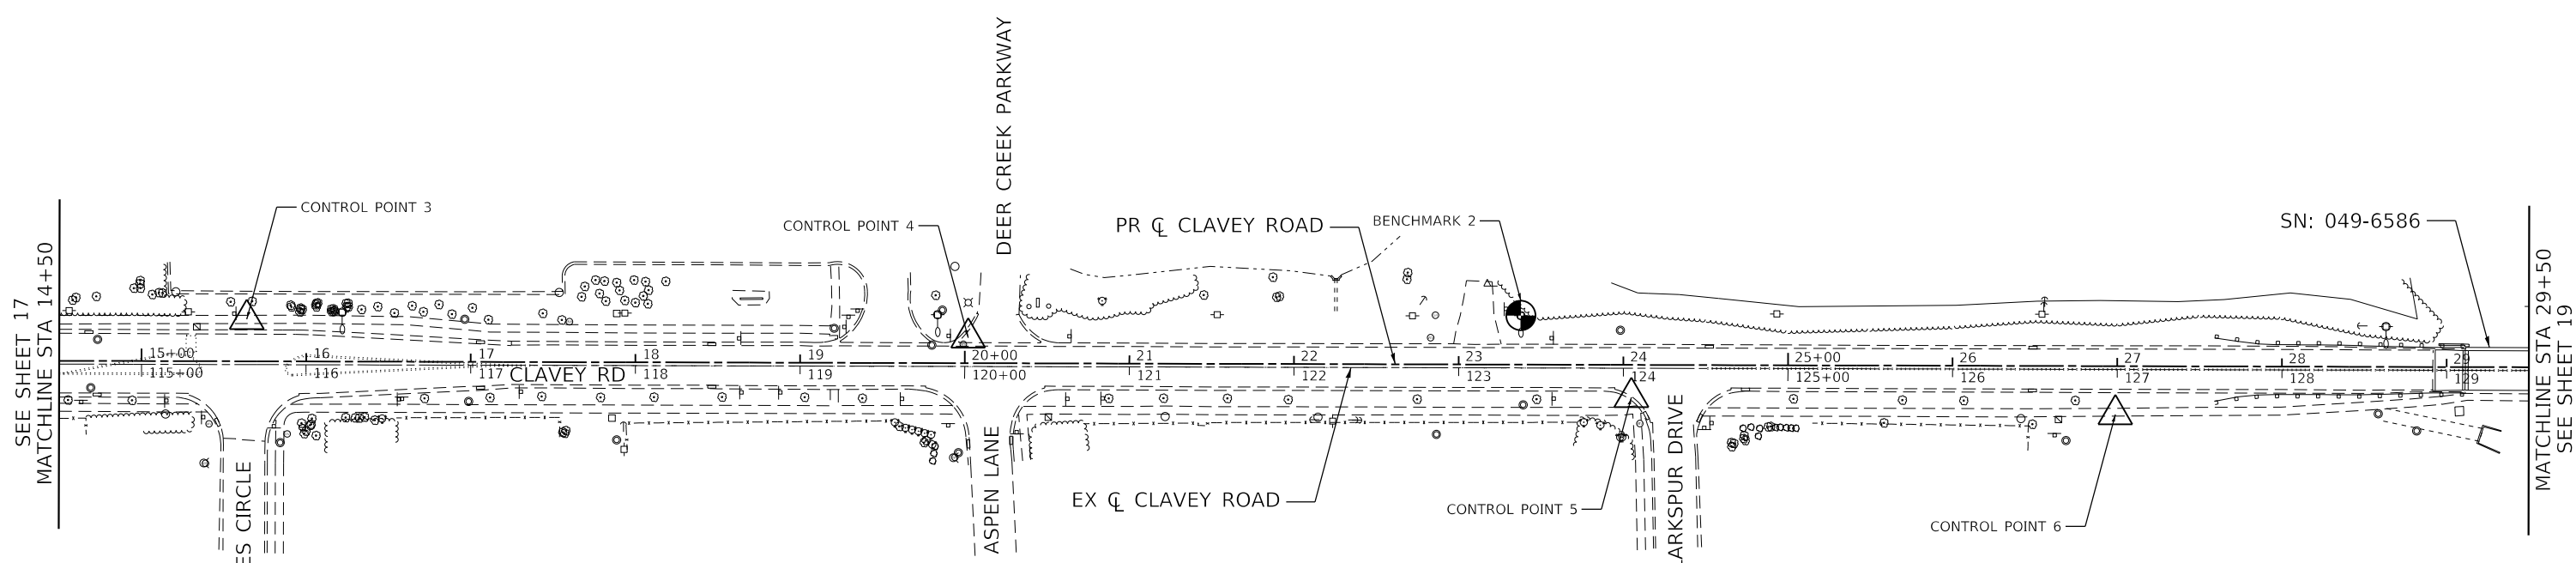 DEER CREEK PARKWAY
CONTROL POINT 3
CONTROL POINT 4
PR ℄ CLAVEY ROAD
BENCHMARK 2
SN: 049-6586
SEE SHEET 17
MATCHLINE STA 14+50
15+00 16 17 18 19 20+00 21 22 23 24 25+00 26 27 28 29
115+00 116 117 118 119 120+00 121 122 123 124 125+00 126 127 128 129
CLAVEY RD
MATCHLINE STA 29+50
SEE SHEET 19
ES CIRCLE
ASPEN LANE
EX ℄ CLAVEY ROAD
CONTROL POINT 5
ARKSPUR DRIVE
CONTROL POINT 6